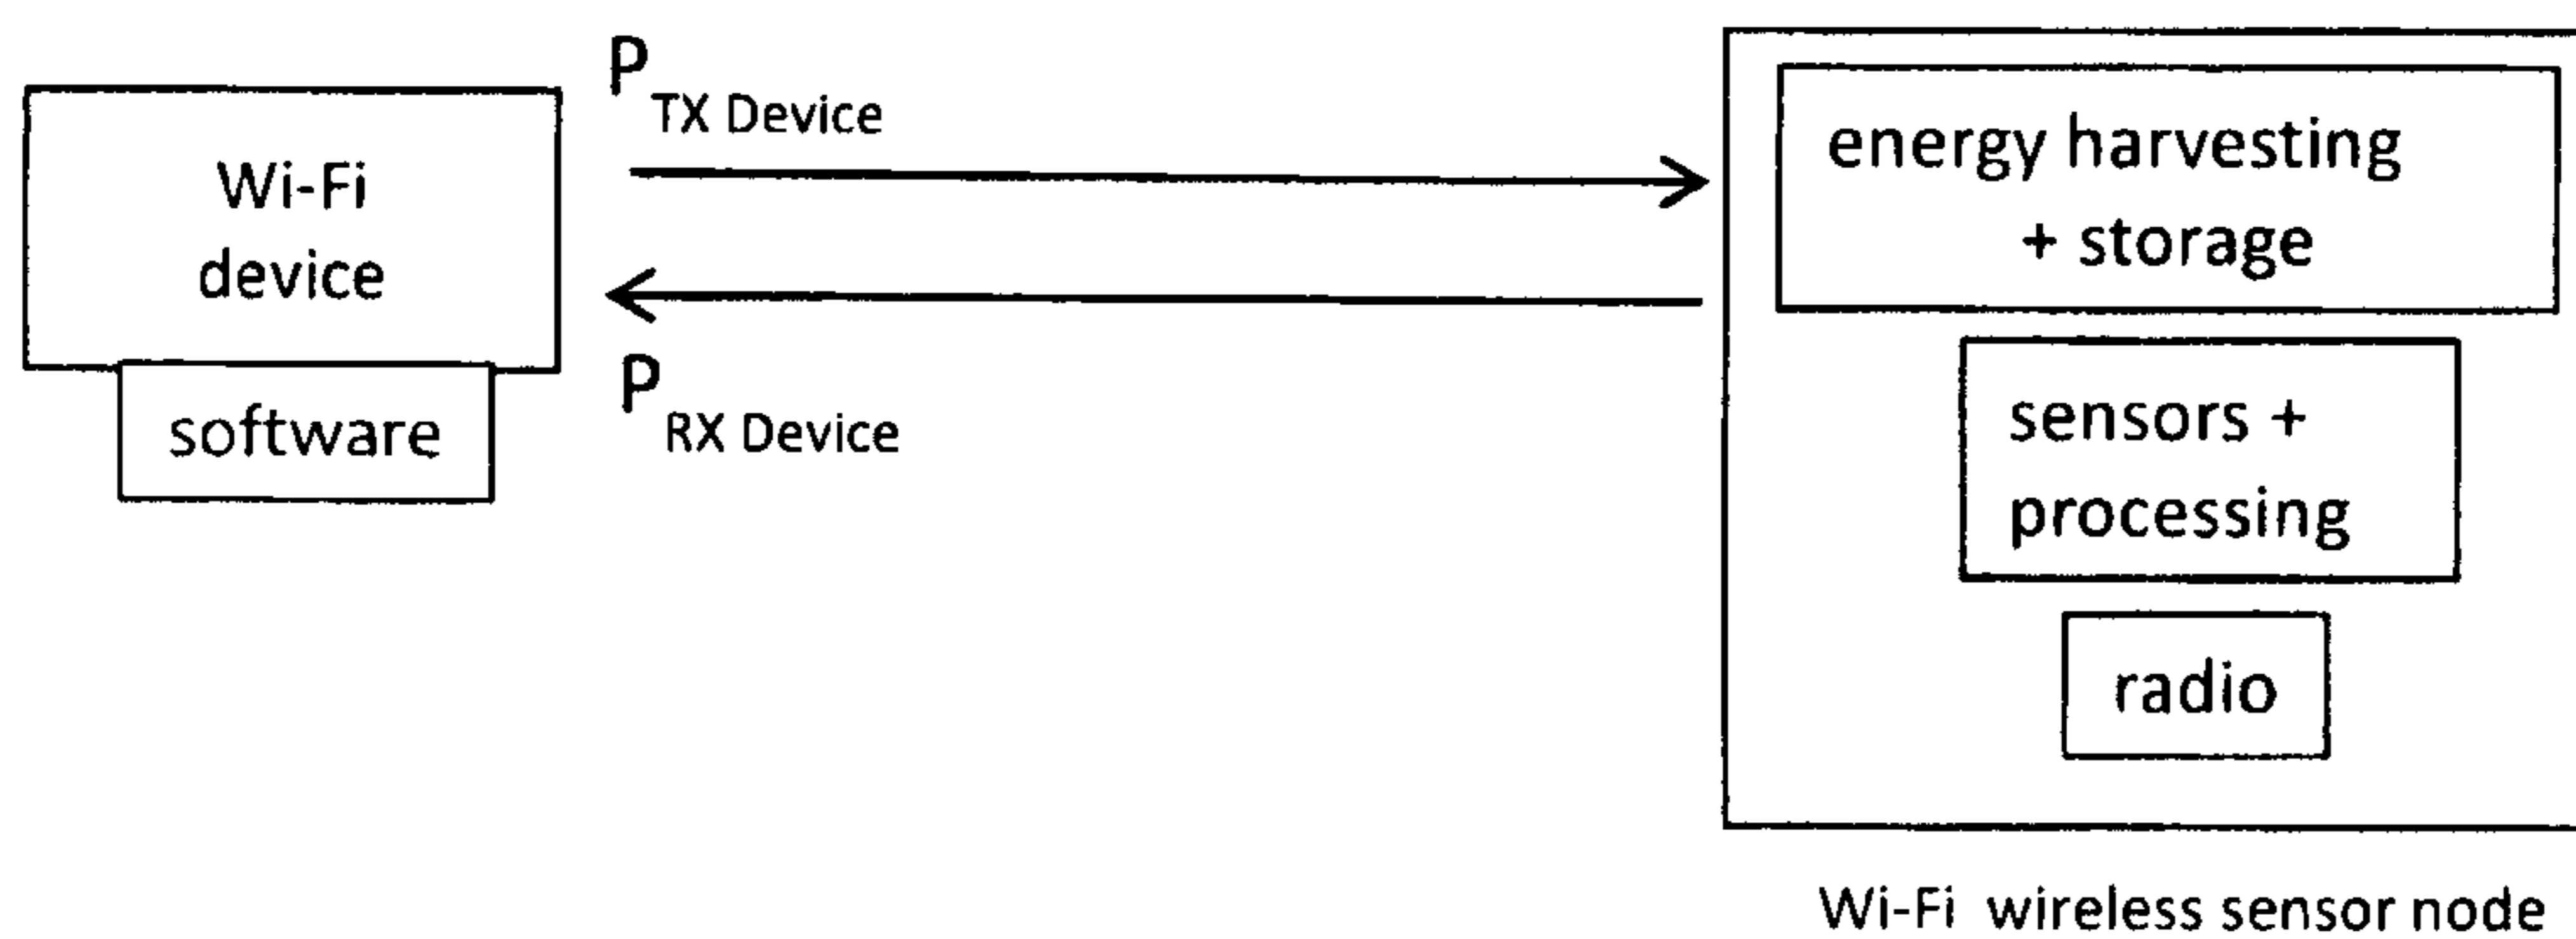 Wi-Fi
device
software
P TX Device
P RX Device
energy harvesting
+ storage
sensors +
processing
radio
Wi-Fi wireless sensor node